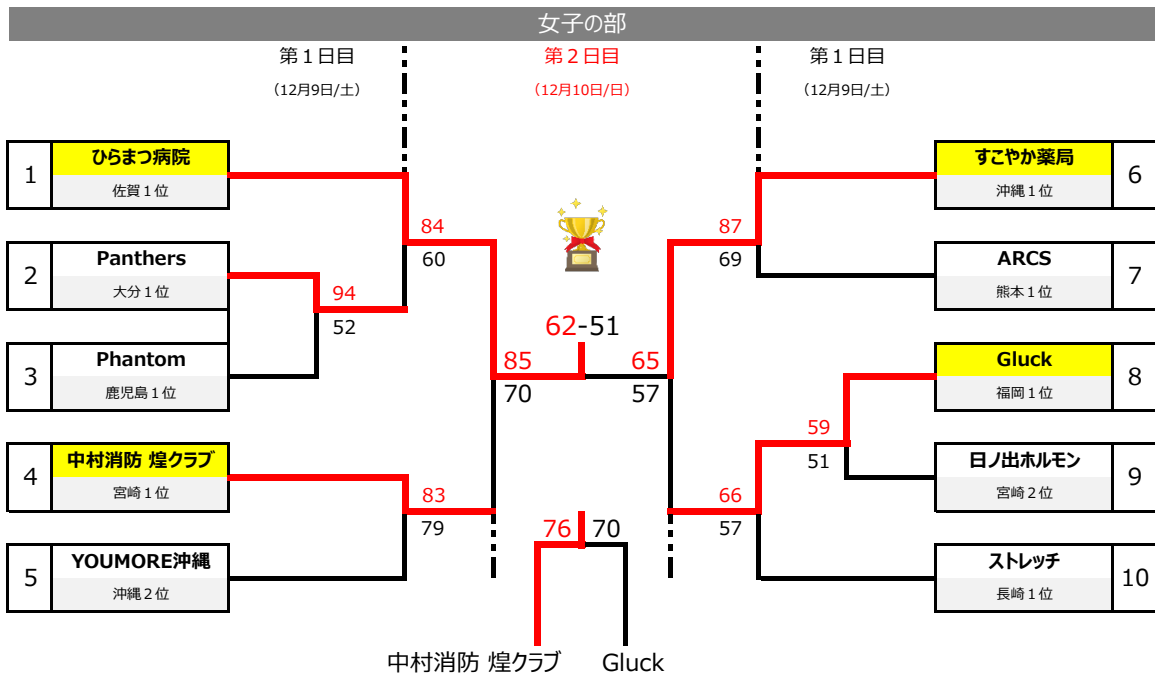 女子の部
第１日目
第２日目
第１日目
（12月9日/土）
（12月10日/日）
（12月9日/土）
1
ひらまつ病院
佐賀１位
2
Panthers
大分１位
3
Phantom
鹿児島１位
4
中村消防 煌クラブ
宮崎１位
5
YOUMORE沖縄
沖縄２位
94
52
84
60
83
79
85
70
62-51
65
57
87
69
59
51
66
57
すこやか薬局
沖縄１位
6
ARCS
熊本１位
7
Gluck
福岡１位
8
日ノ出ホルモン
宮崎２位
9
ストレッチ
長崎１位
10
76
70
中村消防 煌クラブ
Gluck